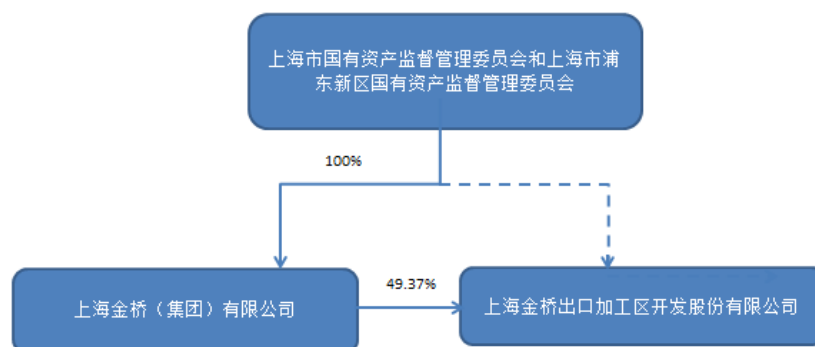 上海市国有资产监督管理委员会和上海市浦
东新区国有资产监督管理委员会
100%
上海金桥（集团）有限公司
49.37%
上海金桥出口加工区开发股份有限公司